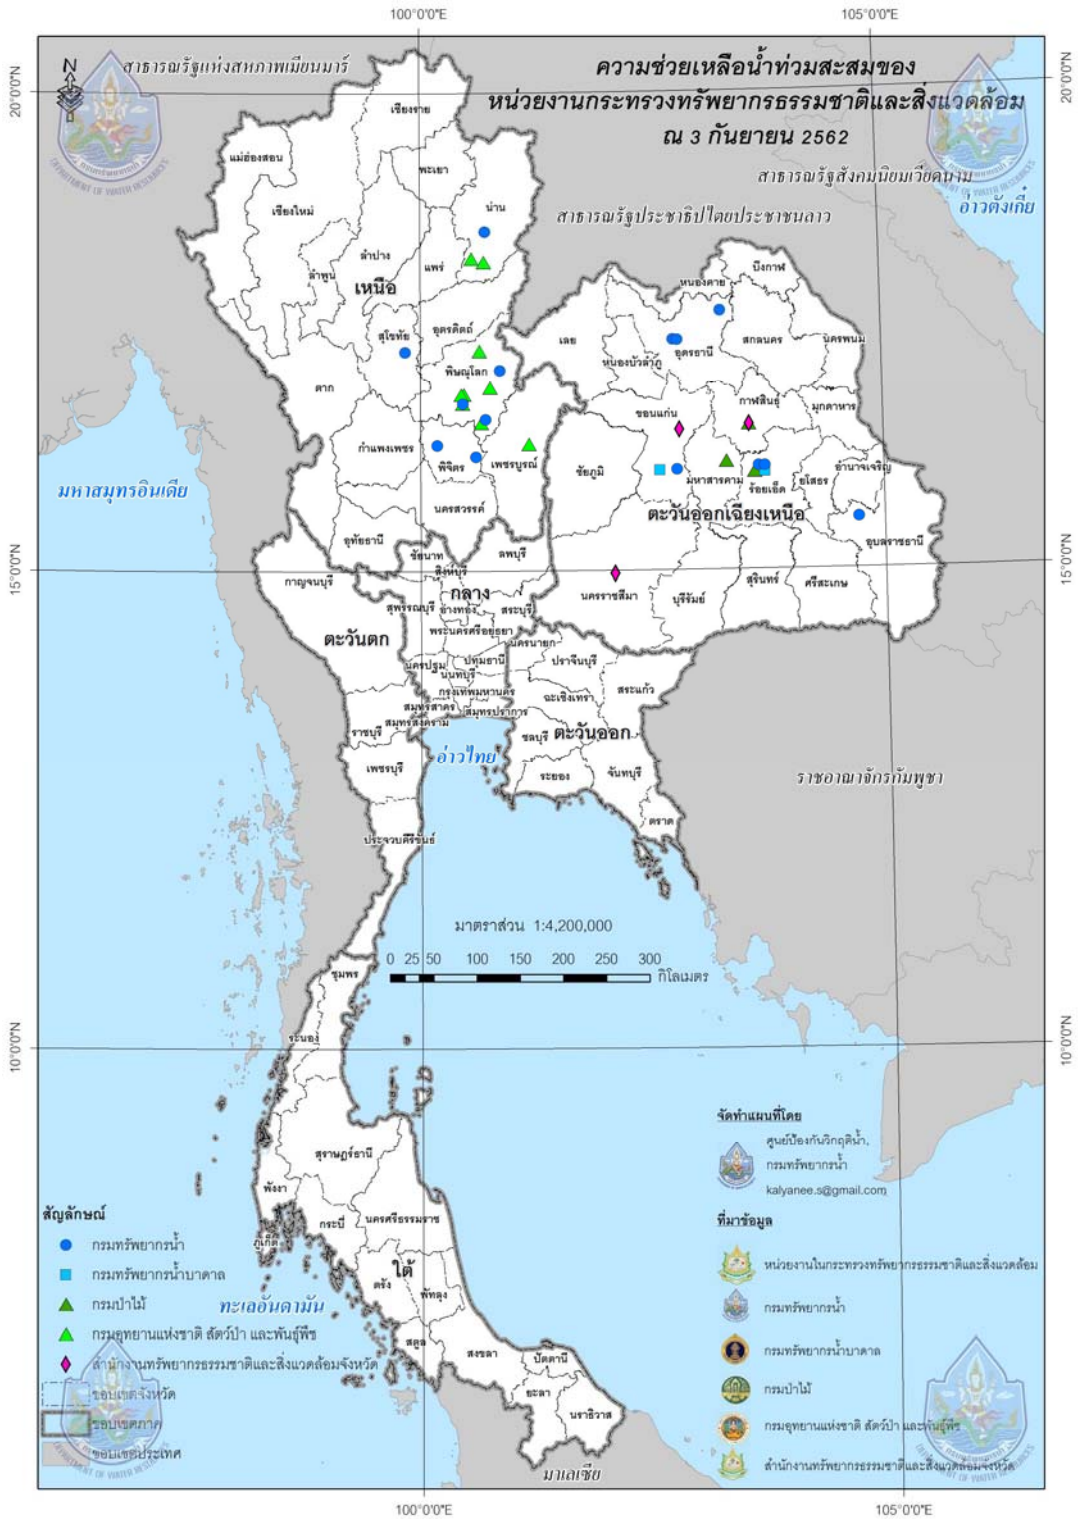 100°0'0"E
105°0'0"E
20°0'0"N
20°0'0"N
N
สาธารณรัฐแห่งสหภาพเมียนมาร์
ความช่วยเหลือน้ำท่วมสะสมของ
หน่วยงานกระทรวงทรัพยากรธรรมชาติและสิ่งแวดล้อม
ณ 3 กันยายน 2562
DEPARTMENT OF WATER RESOURCES
DEPARTMENT OF WATER RESOURCES
สาธารณรัฐสังคมนิยมเวียดนาม
อ่าวตังเกี๋ย
สาธารณรัฐประชาธิปไตยประชาชนลาว
เชียงราย
แม่ฮ่องสอน
พะเยา
เชียงใหม่
น่าน
ลำปาง
ลำพูน
แพร่
เหนือ
บึงกาฬ
หนองคาย
สุโขทัย
อุตรดิตถ์
เลย
อุดรธานี
สกลนคร
นครพนม
หนองบัวลำภู
ตาก
พิษณุโลก
ขอนแก่น
กาฬสินธุ์
มุกดาหาร
กำแพงเพชร
พิจิตร
เพชรบูรณ์
ชัยภูมิ
มหาสารคาม
ร้อยเอ็ด
ยโสธร
อำนาจเจริญ
มหาสมุทรอินเดีย
นครสวรรค์
ตะวันออกเฉียงเหนือ
อุบลราชธานี
อุทัยธานี
ชัยนาท
ลพบุรี
15°0'0"N
15°0'0"N
สิงห์บุรี
กาญจนบุรี
กลาง
นครราชสีมา
บุรีรัมย์
สุรินทร์
ศรีสะเกษ
สุพรรณบุรี
อ่างทอง
สระบุรี
ตะวันตก
พระนครศรีอยุธยา
นครนายก
นครปฐม
ปทุมธานี
นนทบุรี
ปราจีนบุรี
สระแก้ว
กรุงเทพมหานคร
ฉะเชิงเทรา
สมุทรสาคร
สมุทรปราการ
สมุทรสงคราม
ราชบุรี
ชลบุรี
ตะวันออก
อ่าวไทย
เพชรบุรี
ระยอง
จันทบุรี
ราชอาณาจักรกัมพูชา
ตราด
ประจวบคีรีขันธ์
มาตราส่วน 1:4,200,000
0 25 50 100 150 200 250 300
กิโลเมตร
ชุมพร
ระนอง
10°0'0"N
10°0'0"N
สุราษฎร์ธานี
พังงา
กระบี่
นครศรีธรรมราช
ภูเก็ต
ใต้
ตรัง
พัทลุง
ทะเลอันดามัน
สตูล
สงขลา
ปัตตานี
ยะลา
นราธิวาส
มาเลเซีย
สัญลักษณ์
กรมทรัพยากรน้ำ
กรมทรัพยากรน้ำบาดาล
กรมป่าไม้
กรมอุทยานแห่งชาติ สัตว์ป่า และพันธุ์พืช
สำนักงานทรัพยากรธรรมชาติและสิ่งแวดล้อมจังหวัด
ขอบเขตจังหวัด
ขอบเขตภาค
ขอบเขตประเทศ
DEPARTMENT OF WATER RESOURCES
จัดทำแผนที่โดย
ศูนย์ป้องกันวิกฤติน้ำ,
กรมทรัพยากรน้ำ
kalyanee.s@gmail.com
ที่มาข้อมูล
หน่วยงานในกระทรวงทรัพยากรธรรมชาติและสิ่งแวดล้อม
กรมทรัพยากรน้ำ
กรมทรัพยากรน้ำบาดาล
กรมป่าไม้
กรมอุทยานแห่งชาติ สัตว์ป่า และพันธุ์พืช
สำนักงานทรัพยากรธรรมชาติและสิ่งแวดล้อมจังหวัด
DEPARTMENT OF WATER RESOURCES
100°0'0"E
105°0'0"E